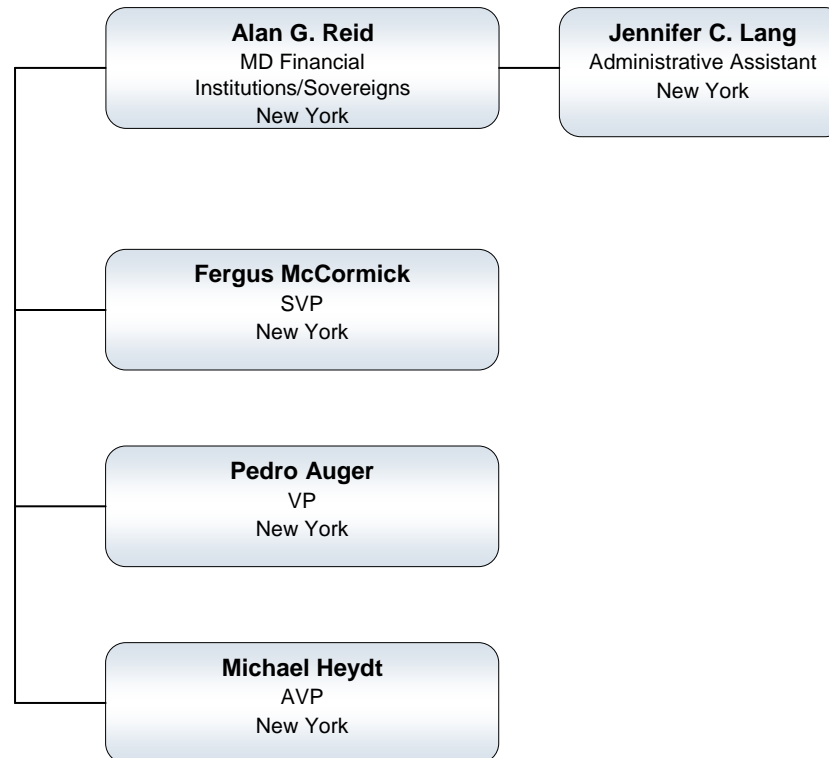 Alan G. Reid
MD Financial
Institutions/Sovereigns
New York
Jennifer C. Lang
Administrative Assistant
New York
Fergus McCormick
SVP
New York
Pedro Auger
VP
New York
Michael Heydt
AVP
New York